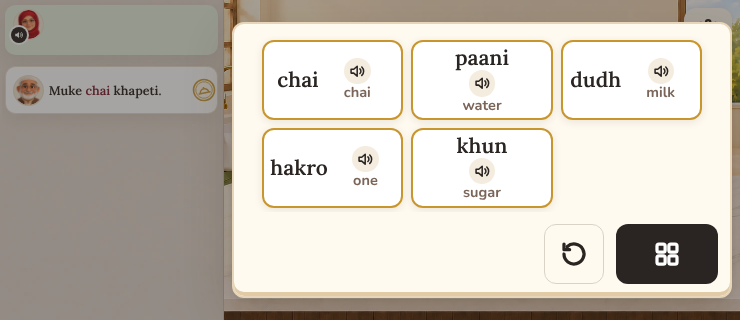 Muke chai khapeti.
chai
chai
paani
water
dudh
milk
hakro
one
khun
sugar